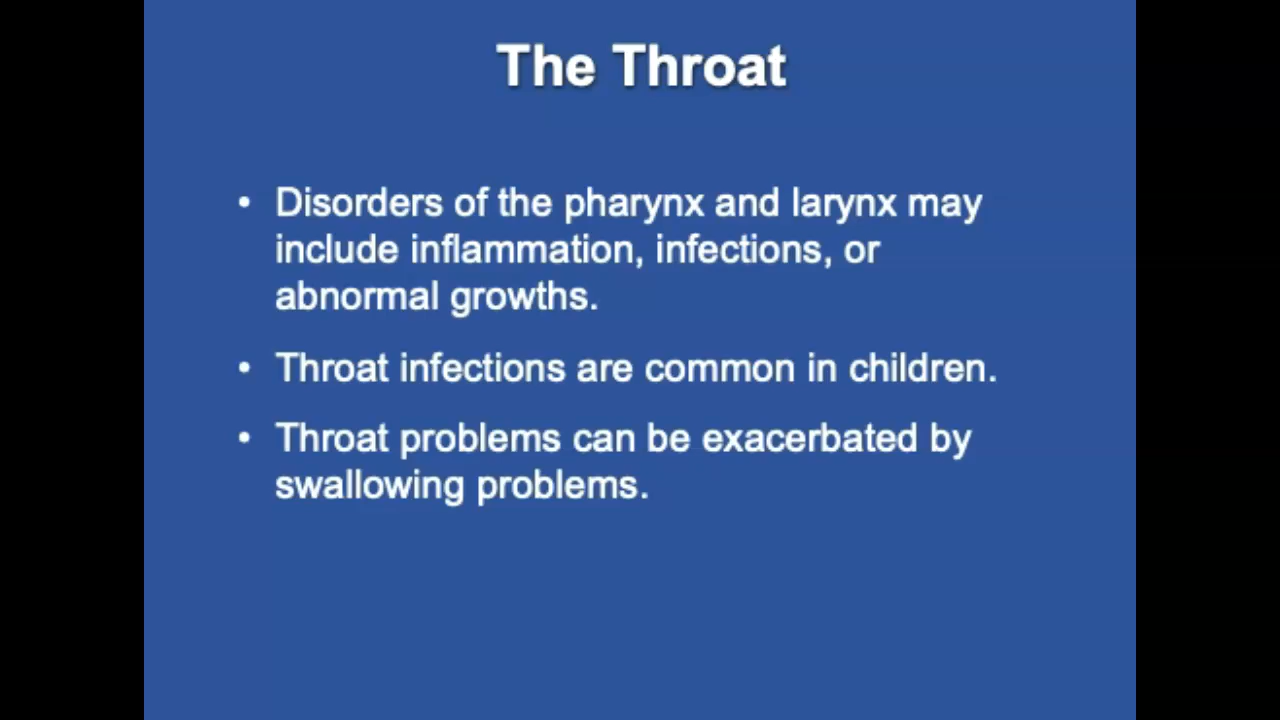 The Throat
• Disorders of the pharynx and larynx may
include inflammation, infections, or
abnormal growths.
• Throat infections are common in children.
• Throat problems can be exacerbated by
swallowing problems.